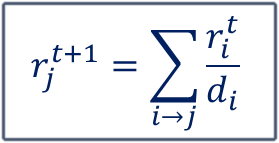 $r_j^{t+1} = \sum_{i \to j} \frac{r_i^t}{d_i}$